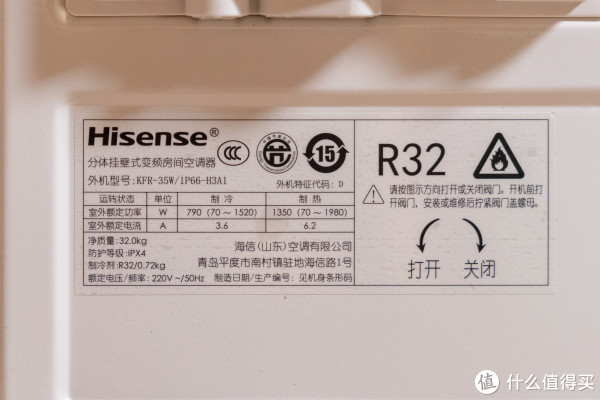 Hisense®
分体挂壁式变频房间空调器
CCC
15
外机型号:KFR-35W/1P66-H3A1
外机特征代码: D
运转状态 单位 制 冷 制 热
室外额定功率 W 790 (70～1520) 1350 (70～1980)
室外额定电流 A 3.6 6.2
净质量: 32.0kg
防护等级:IPX4
制冷剂: R32/0.72kg
额定电压/频率: 220V ~/50Hz
海信(山东)空调有限公司
青岛平度市南村镇驻地海信路1号
制造日期/生产编号: 见机身条形码
R32
请按图示方向打开或关闭阀门。开机前打
开阀门，安装或维修后拧紧阀门盖螺母。
打开 关闭
值 什么值得买